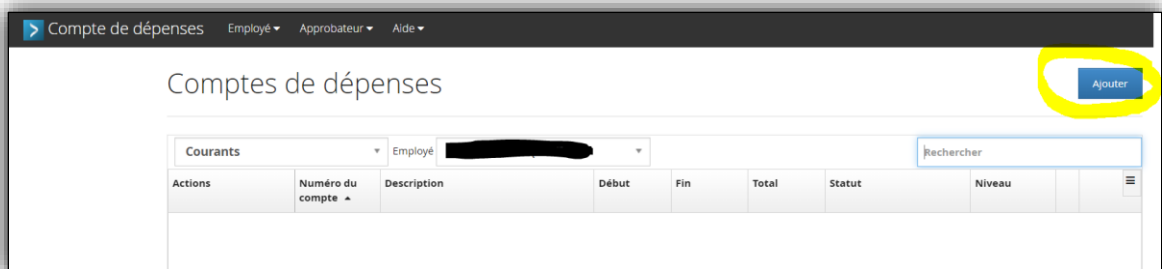 Compte de dépenses Employé Approbateur Aide
Comptes de dépenses Ajouter
Courants Employé Rechercher
Actions Numéro du compte Description Début Fin Total Statut Niveau